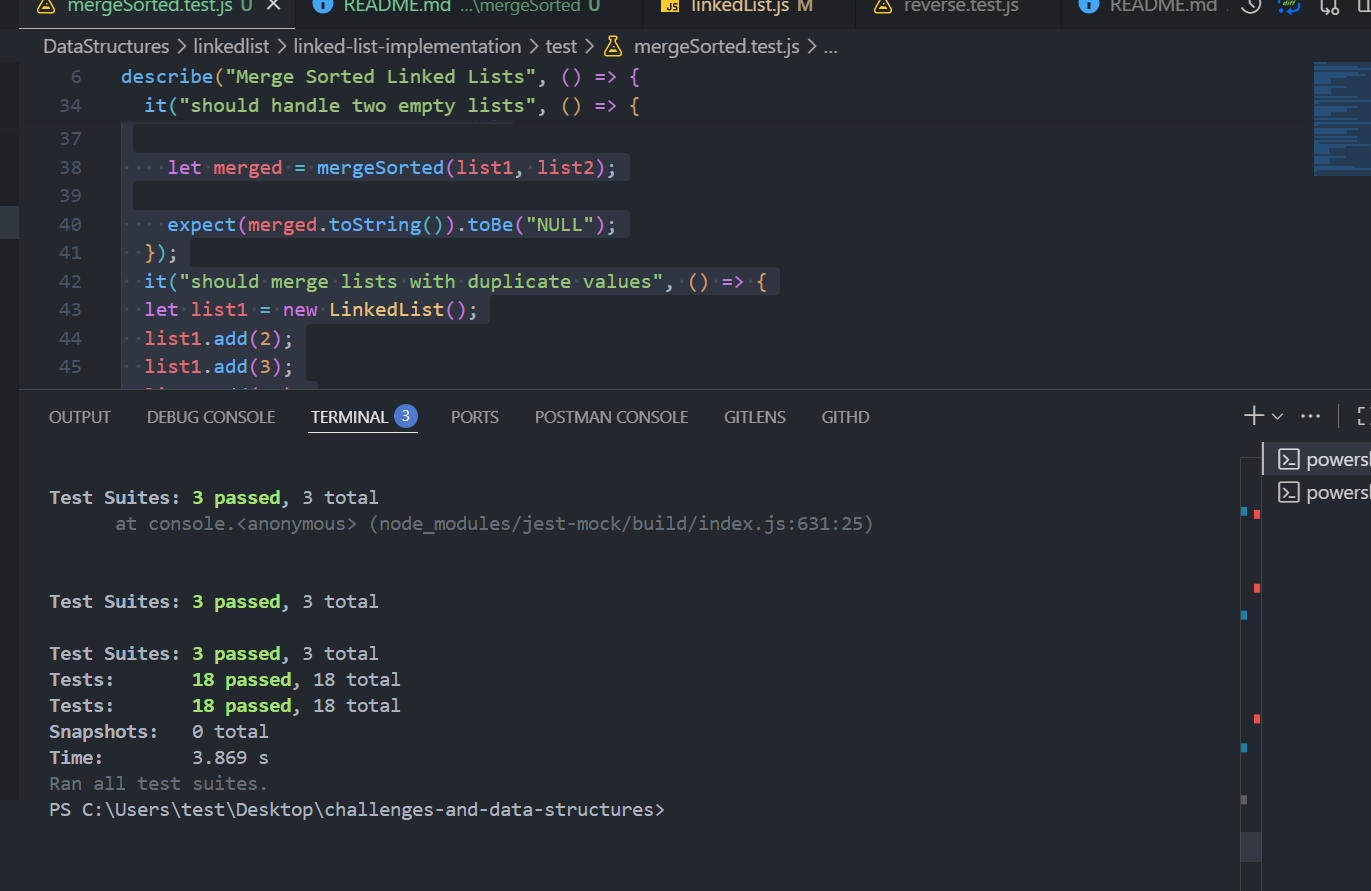 mergeSorted.test.js U × README.md ...\mergeSorted U JS linkedList.js M reverse.test.js README.md
DataStructures > linkedlist > linked-list-implementation > test > mergeSorted.test.js > ...
6 describe("Merge Sorted Linked Lists", () => {
34 it("should handle two empty lists", () => {
37
38 let merged = mergeSorted(list1, list2);
39
40 expect(merged.toString()).toBe("NULL");
41 });
42 it("should merge lists with duplicate values", () => {
43 let list1 = new LinkedList();
44 list1.add(2);
45 list1.add(3);
OUTPUT DEBUG CONSOLE TERMINAL 3 PORTS POSTMAN CONSOLE GITLENS GITHD
powersh
powersh
Test Suites: 3 passed, 3 total
at console.<anonymous> (node_modules/jest-mock/build/index.js:631:25)
Test Suites: 3 passed, 3 total
Test Suites: 3 passed, 3 total
Tests: 18 passed, 18 total
Tests: 18 passed, 18 total
Snapshots: 0 total
Time: 3.869 s
Ran all test suites.
PS C:\Users\test\Desktop\challenges-and-data-structures>